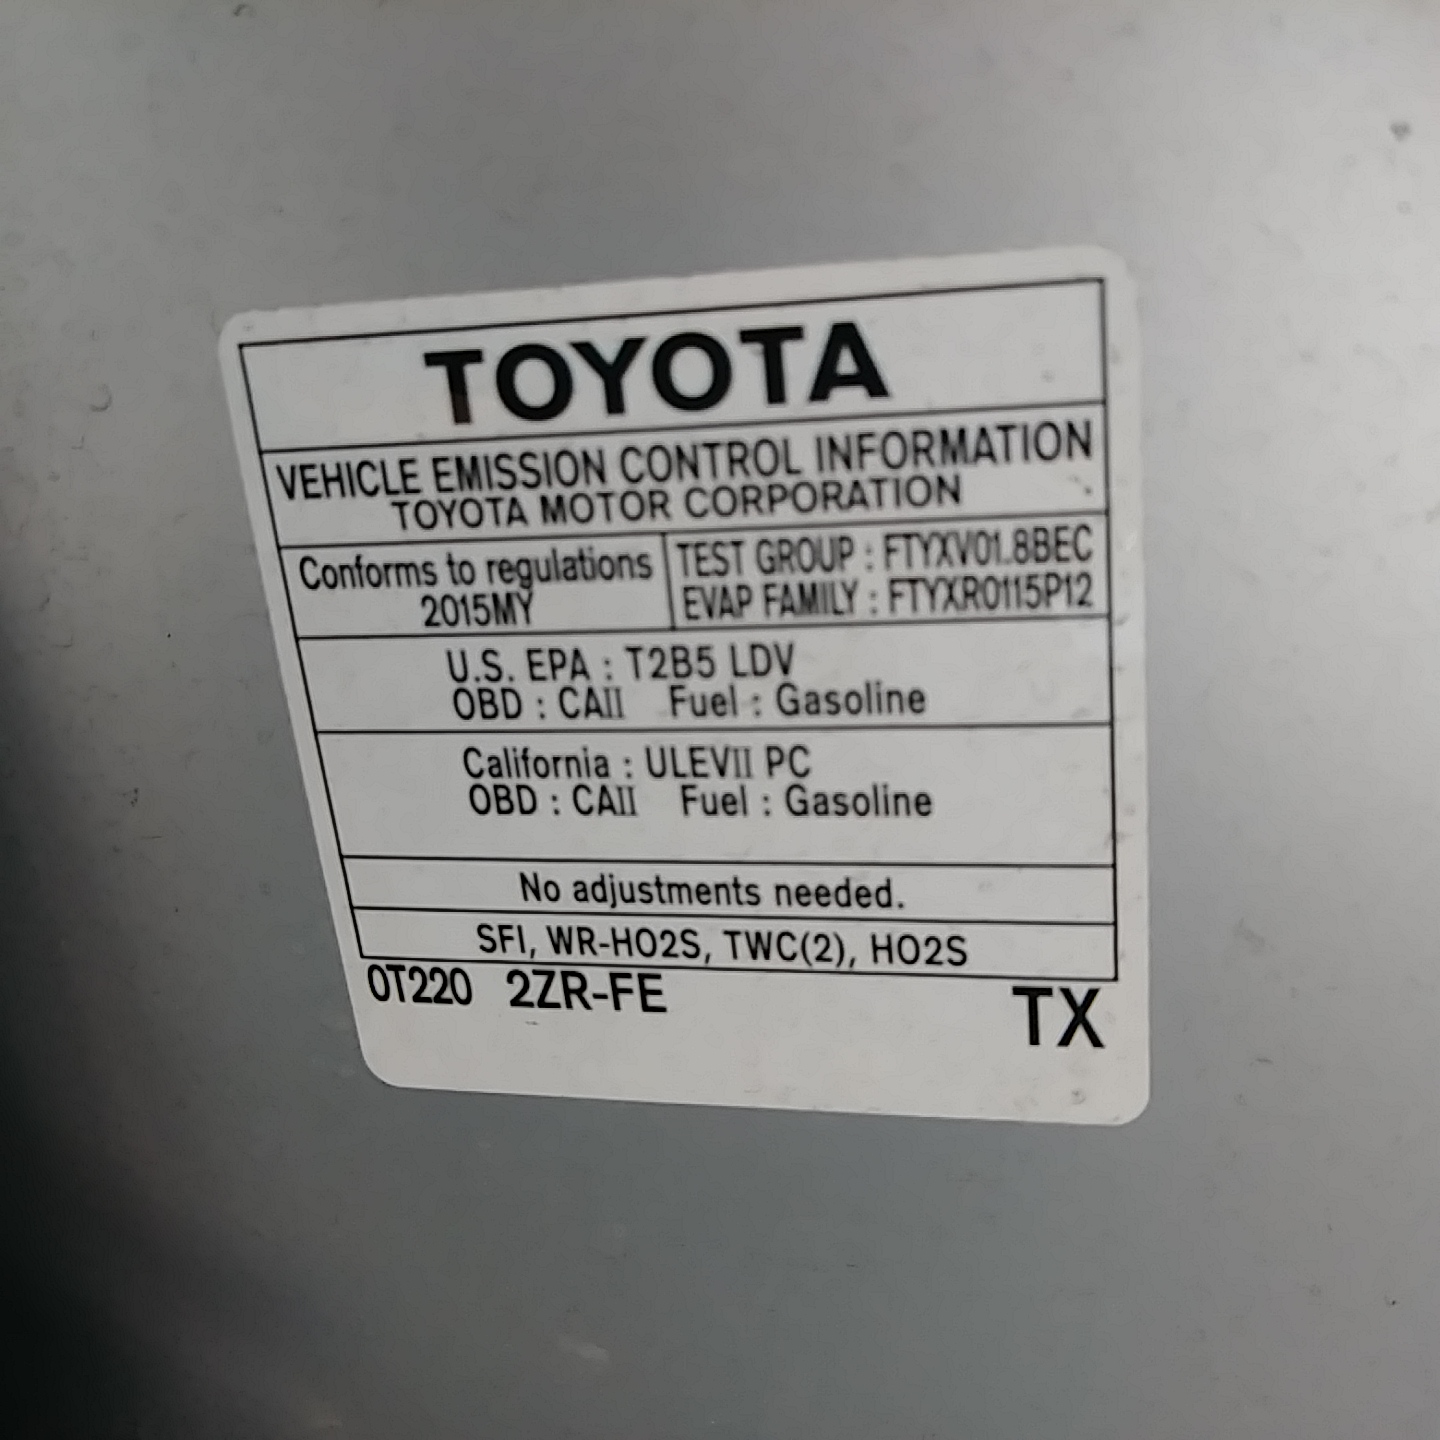 TOYOTA
VEHICLE EMISSION CONTROL INFORMATION
TOYOTA MOTOR CORPORATION
Conforms to regulations
2015MY
TEST GROUP : FTYXV01.8BEC
EVAP FAMILY : FTYXR0115P12
U.S. EPA : T2B5 LDV
OBD : CAII Fuel : Gasoline
California : ULEVII PC
OBD : CAII Fuel : Gasoline
No adjustments needed.
SFI, WR-HO2S, TWC(2), HO2S
0T220 2ZR-FE TX